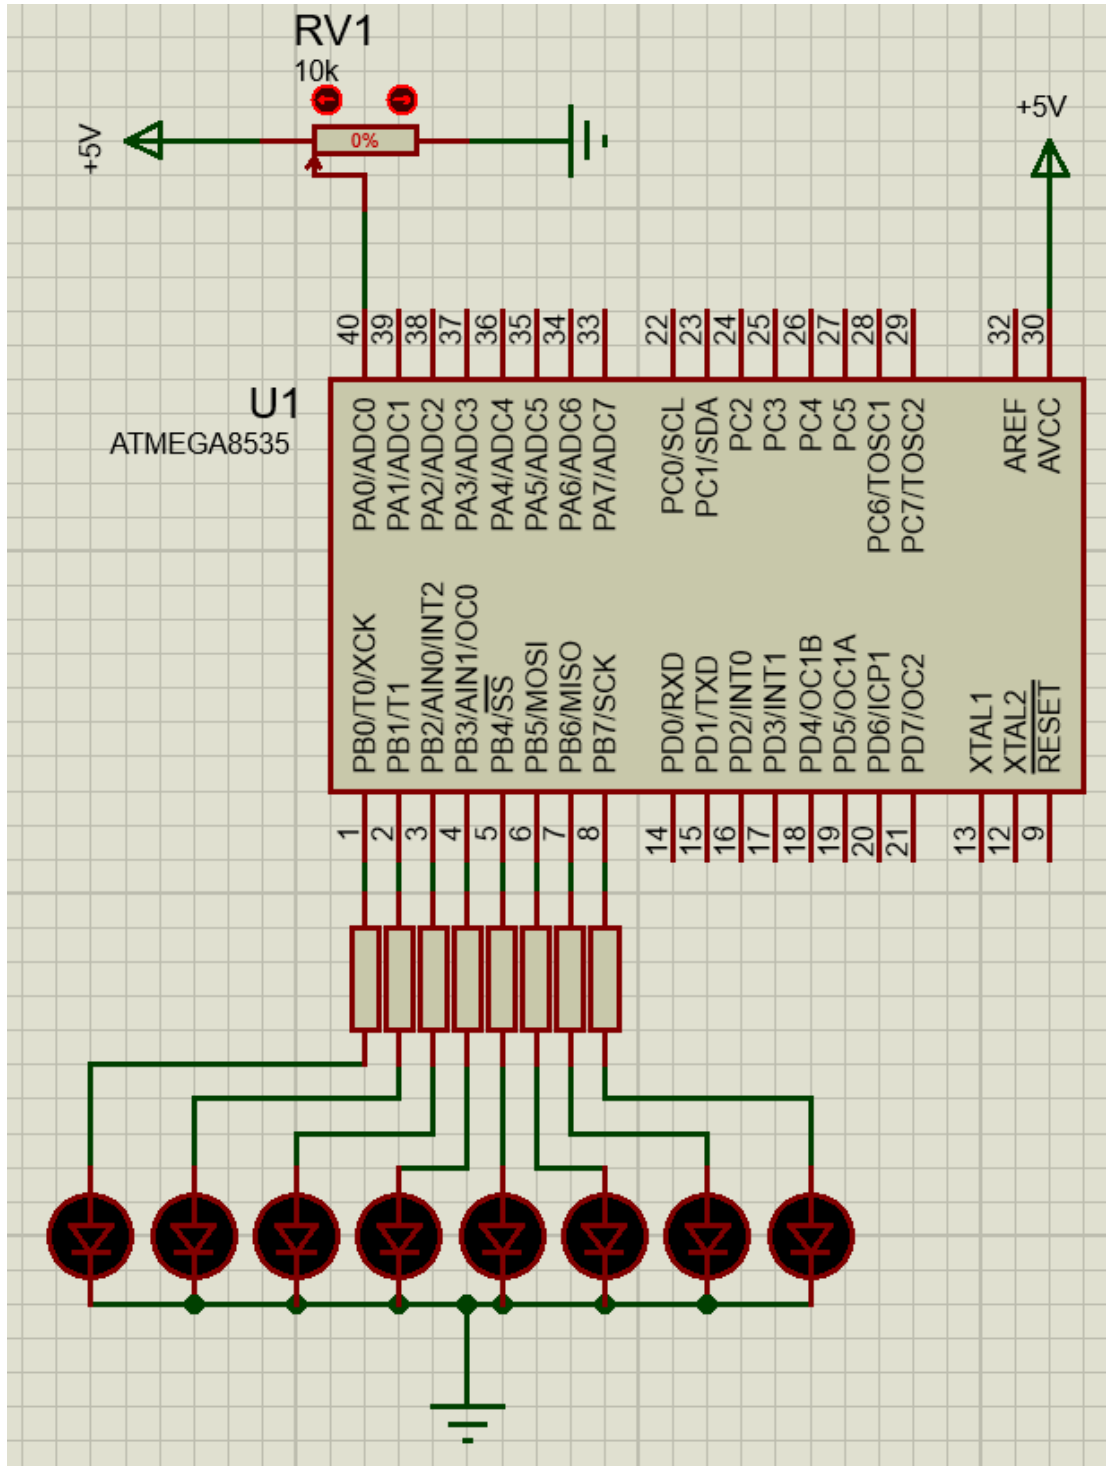 RV1
10k
+5V
0%
+5V
40
39
38
37
36
35
34
33
22
23
24
25
26
27
28
29
32
30
U1
ATMEGA8535
PA0/ADC0
PA1/ADC1
PA2/ADC2
PA3/ADC3
PA4/ADC4
PA5/ADC5
PA6/ADC6
PA7/ADC7
PC0/SCL
PC1/SDA
PC2
PC3
PC4
PC5
PC6/TOSC1
PC7/TOSC2
AREF
AVCC
PB0/T0/XCK
PB1/T1
PB2/AIN0/INT2
PB3/AIN1/OC0
PB4/SS
PB5/MOSI
PB6/MISO
PB7/SCK
PD0/RXD
PD1/TXD
PD2/INT0
PD3/INT1
PD4/OC1B
PD5/OC1A
PD6/ICP1
PD7/OC2
XTAL1
XTAL2
RESET
1
2
3
4
5
6
7
8
14
15
16
17
18
19
20
21
13
12
9